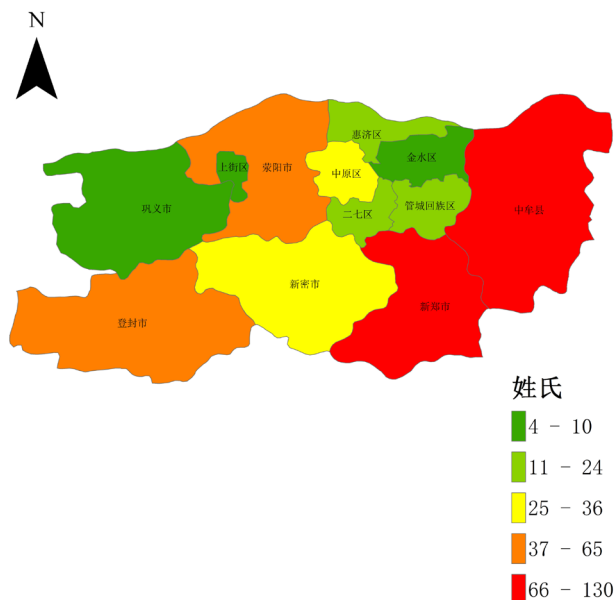 N
惠济区
金水区
上街区
荥阳市
中原区
巩义市
二七区
管城回族区
中牟县
新密市
新郑市
登封市
姓氏
4 - 10
11 - 24
25 - 36
37 - 65
66 - 130